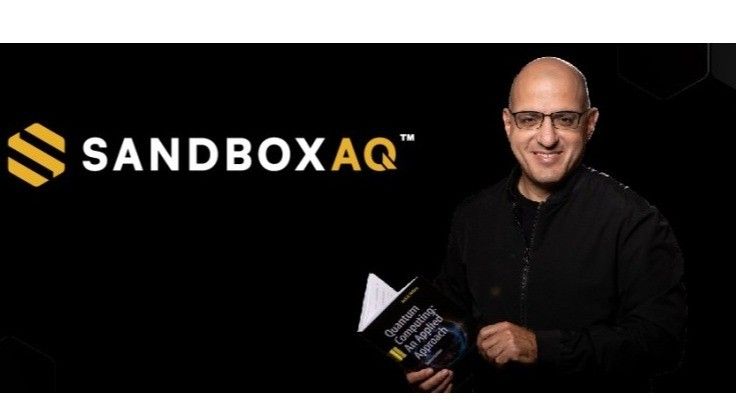 SANDBOXAQ™
Quantum
Computing:
An Applied
Approach